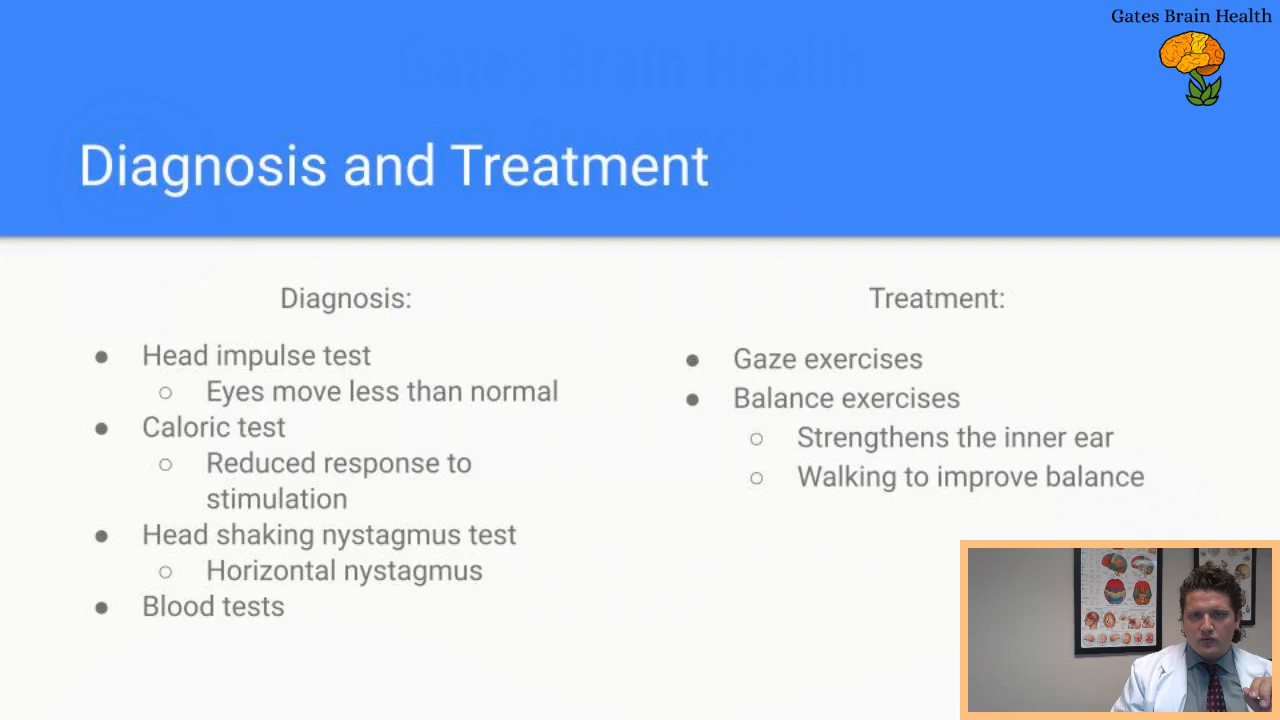 Gates Brain Health
Diagnosis and Treatment
Diagnosis:
● Head impulse test
○ Eyes move less than normal
● Caloric test
○ Reduced response to
stimulation
● Head shaking nystagmus test
○ Horizontal nystagmus
● Blood tests
Treatment:
● Gaze exercises
● Balance exercises
○ Strengthens the inner ear
○ Walking to improve balance